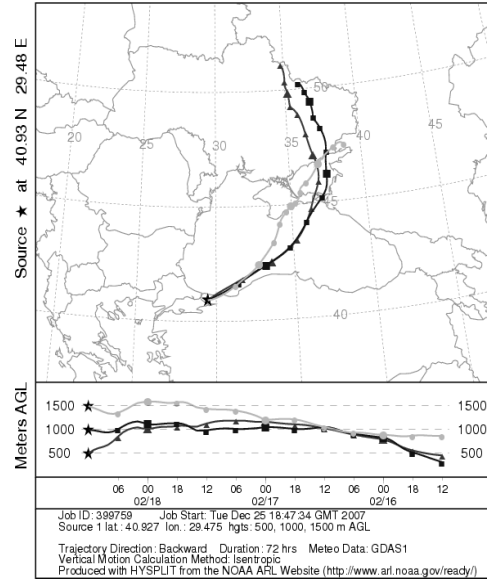 Source ★ at 40.93 N 29.48 E
50
20
25
30
35
40
45
45
40
Meters AGL
1500 1500
1000 1000
500 500
06 00 18 12 06 00 18 12 06 00 18 12
02/18 02/17 02/16
Job ID: 399759 Job Start: Tue Dec 25 18:47:34 GMT 2007
Source 1 lat.: 40.927 lon.: 29.475 hgts: 500, 1000, 1500 m AGL
Trajectory Direction: Backward Duration: 72 hrs Meteo Data: GDAS1
Vertical Motion Calculation Method: Isentropic
Produced with HYSPLIT from the NOAA ARL Website (http://www.arl.noaa.gov/ready/)